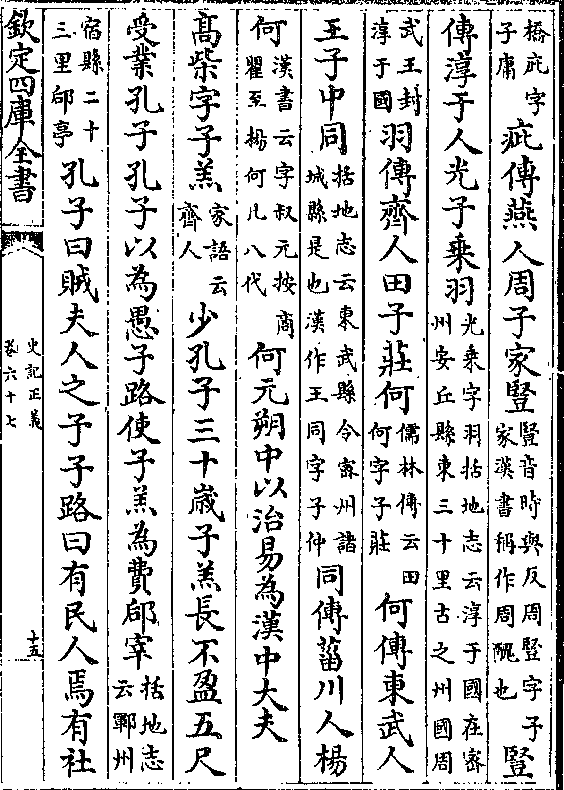 橋庇字子庸疵傳燕人周子家豎豎音時與反周豎字子家漢書稱作周醜也豎
傳淳于人光子乘羽光乘字羽括地志云淳于國在密州安丘縣東三十里古之州國周
武王封淳于國羽傳齊人田子莊何儒林傳云田何字子莊何傳東武人
王子中同括地志云東武縣令密州諸城縣是也漢作王同字子仲同傳菑川人楊
何漢書云字叔元按商瞿至楊何凡八代何元朔中以治易為漢中大夫
高柴字子羔家語云齊人少孔子三十歲子羔長不盈五尺
受業孔子孔子以為愚子路使子羔為費郈宰括地志云鄆州
宿縣二十三里郈亭孔子曰賊夫人之子子路曰有民人焉有社
欽定四庫全書
史記正義
卷六十七
十五